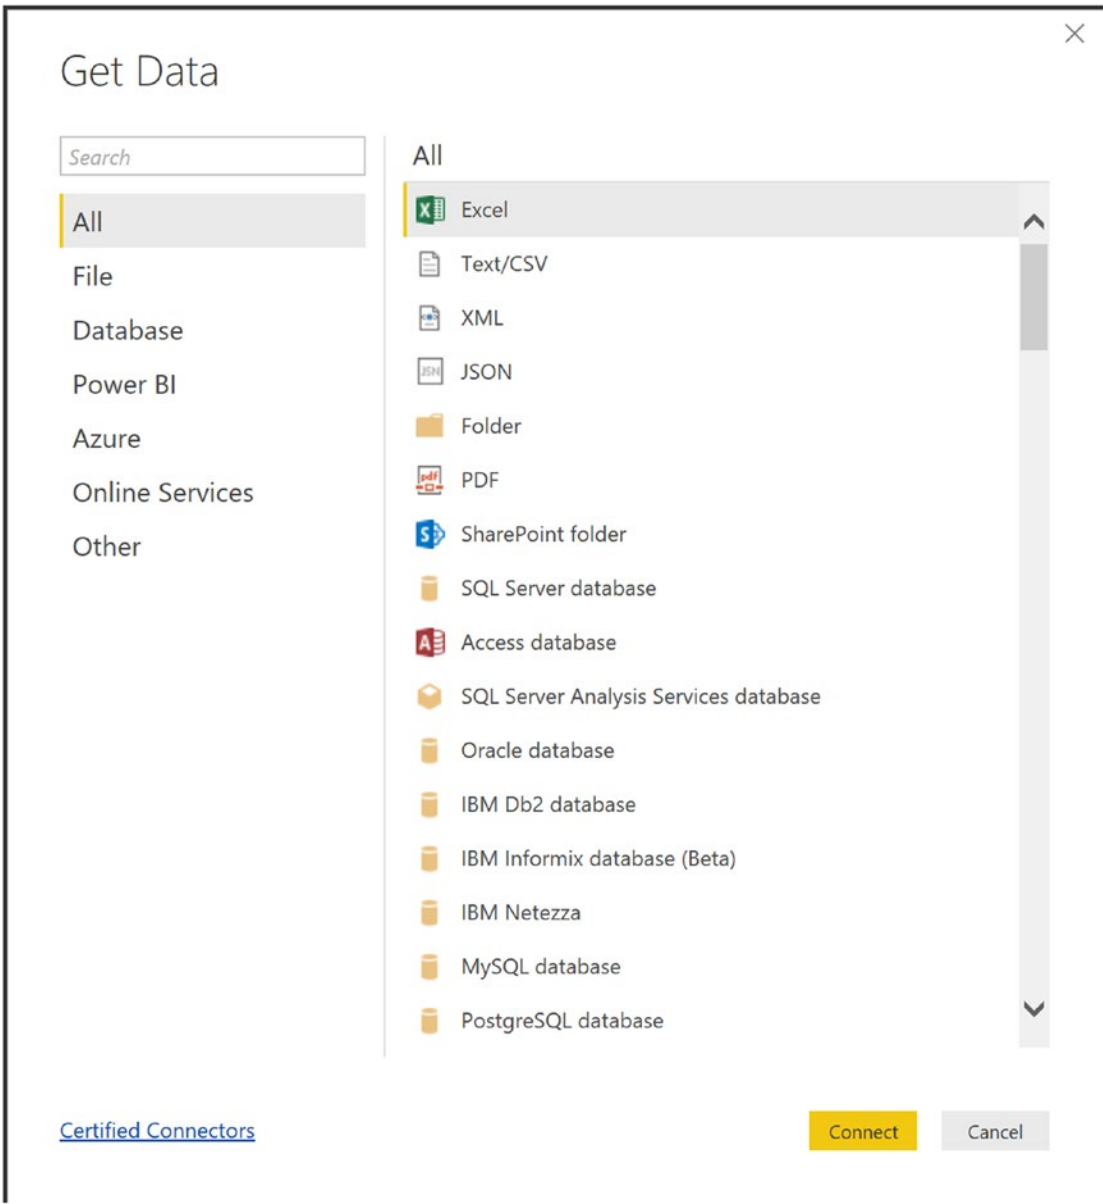 Get Data
Search
All
File
Database
Power BI
Azure
Online Services
Other
All
Excel
Text/CSV
XML
JSN
JSON
Folder
pdf
PDF
SharePoint folder
SQL Server database
Access database
SQL Server Analysis Services database
Oracle database
IBM Db2 database
IBM Informix database (Beta)
IBM Netezza
MySQL database
PostgreSQL database
Certified Connectors
Connect
Cancel